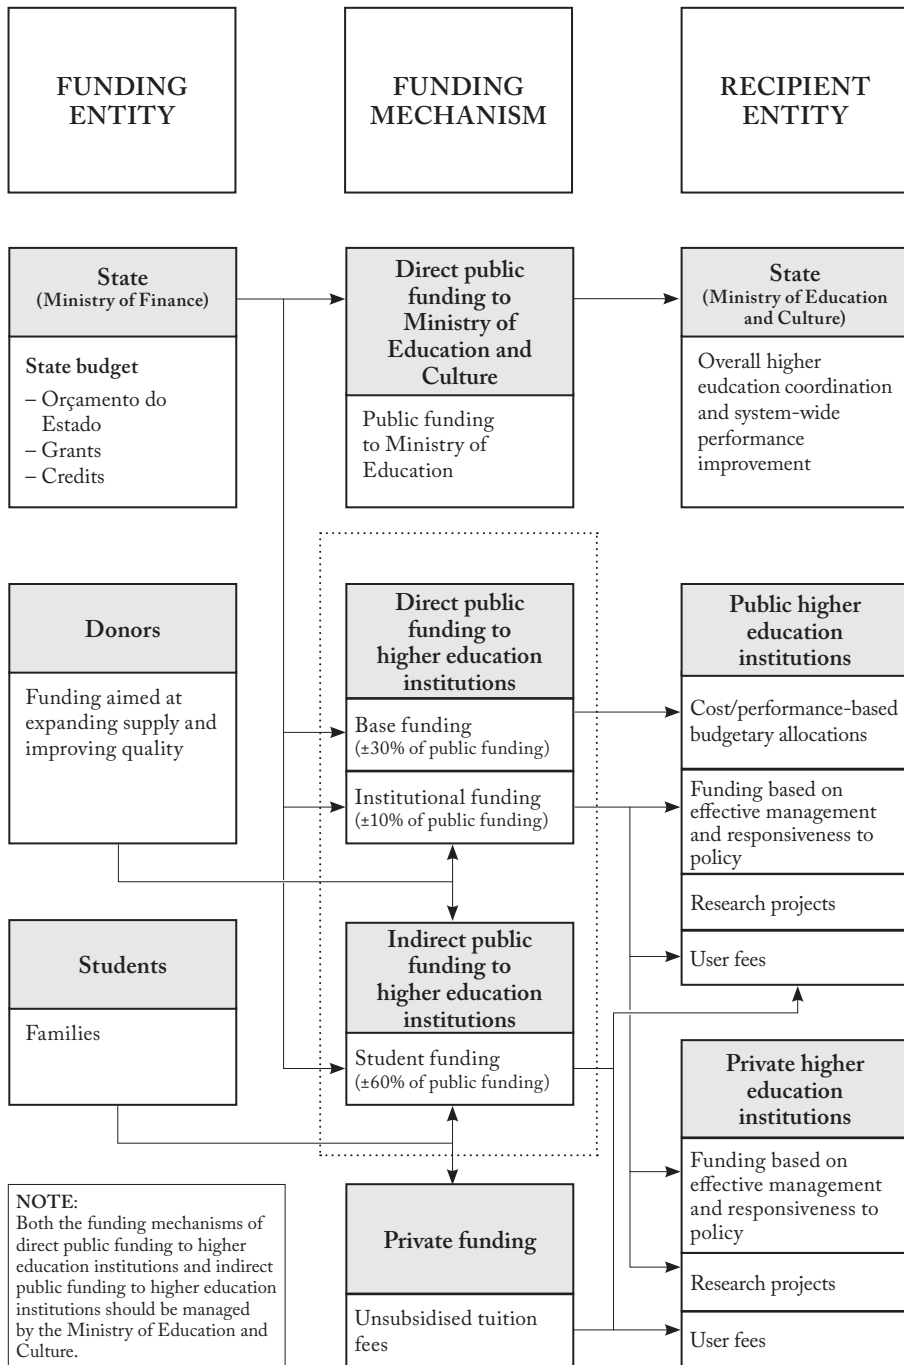 FUNDING
ENTITY
FUNDING
MECHANISM
RECIPIENT
ENTITY
State
(Ministry of Finance)
State budget
– Orçamento do
Estado
– Grants
– Credits
Direct public
funding to
Ministry of
Education and
Culture
Public funding
to Ministry of
Education
State
(Ministry of Education
and Culture)
Overall higher
eudcation coordination
and system-wide
performance
improvement
Donors
Funding aimed at
expanding supply and
improving quality
Direct public
funding to
higher education
institutions
Base funding
(±30% of public funding)
Institutional funding
(±10% of public funding)
Public higher
education
institutions
Cost/performance-based
budgetary allocations
Funding based on
effective management
and responsiveness to
policy
Research projects
User fees
Students
Families
Indirect public
funding to
higher education
institutions
Student funding
(±60% of public funding)
Private higher
education
institutions
Funding based on
effective management
and responsiveness to
policy
Research projects
User fees
NOTE:
Both the funding mechanisms of
direct public funding to higher
education institutions and indirect
public funding to higher education
institutions should be managed
by the Ministry of Education and
Culture.
Private funding
Unsubsidised tuition
fees